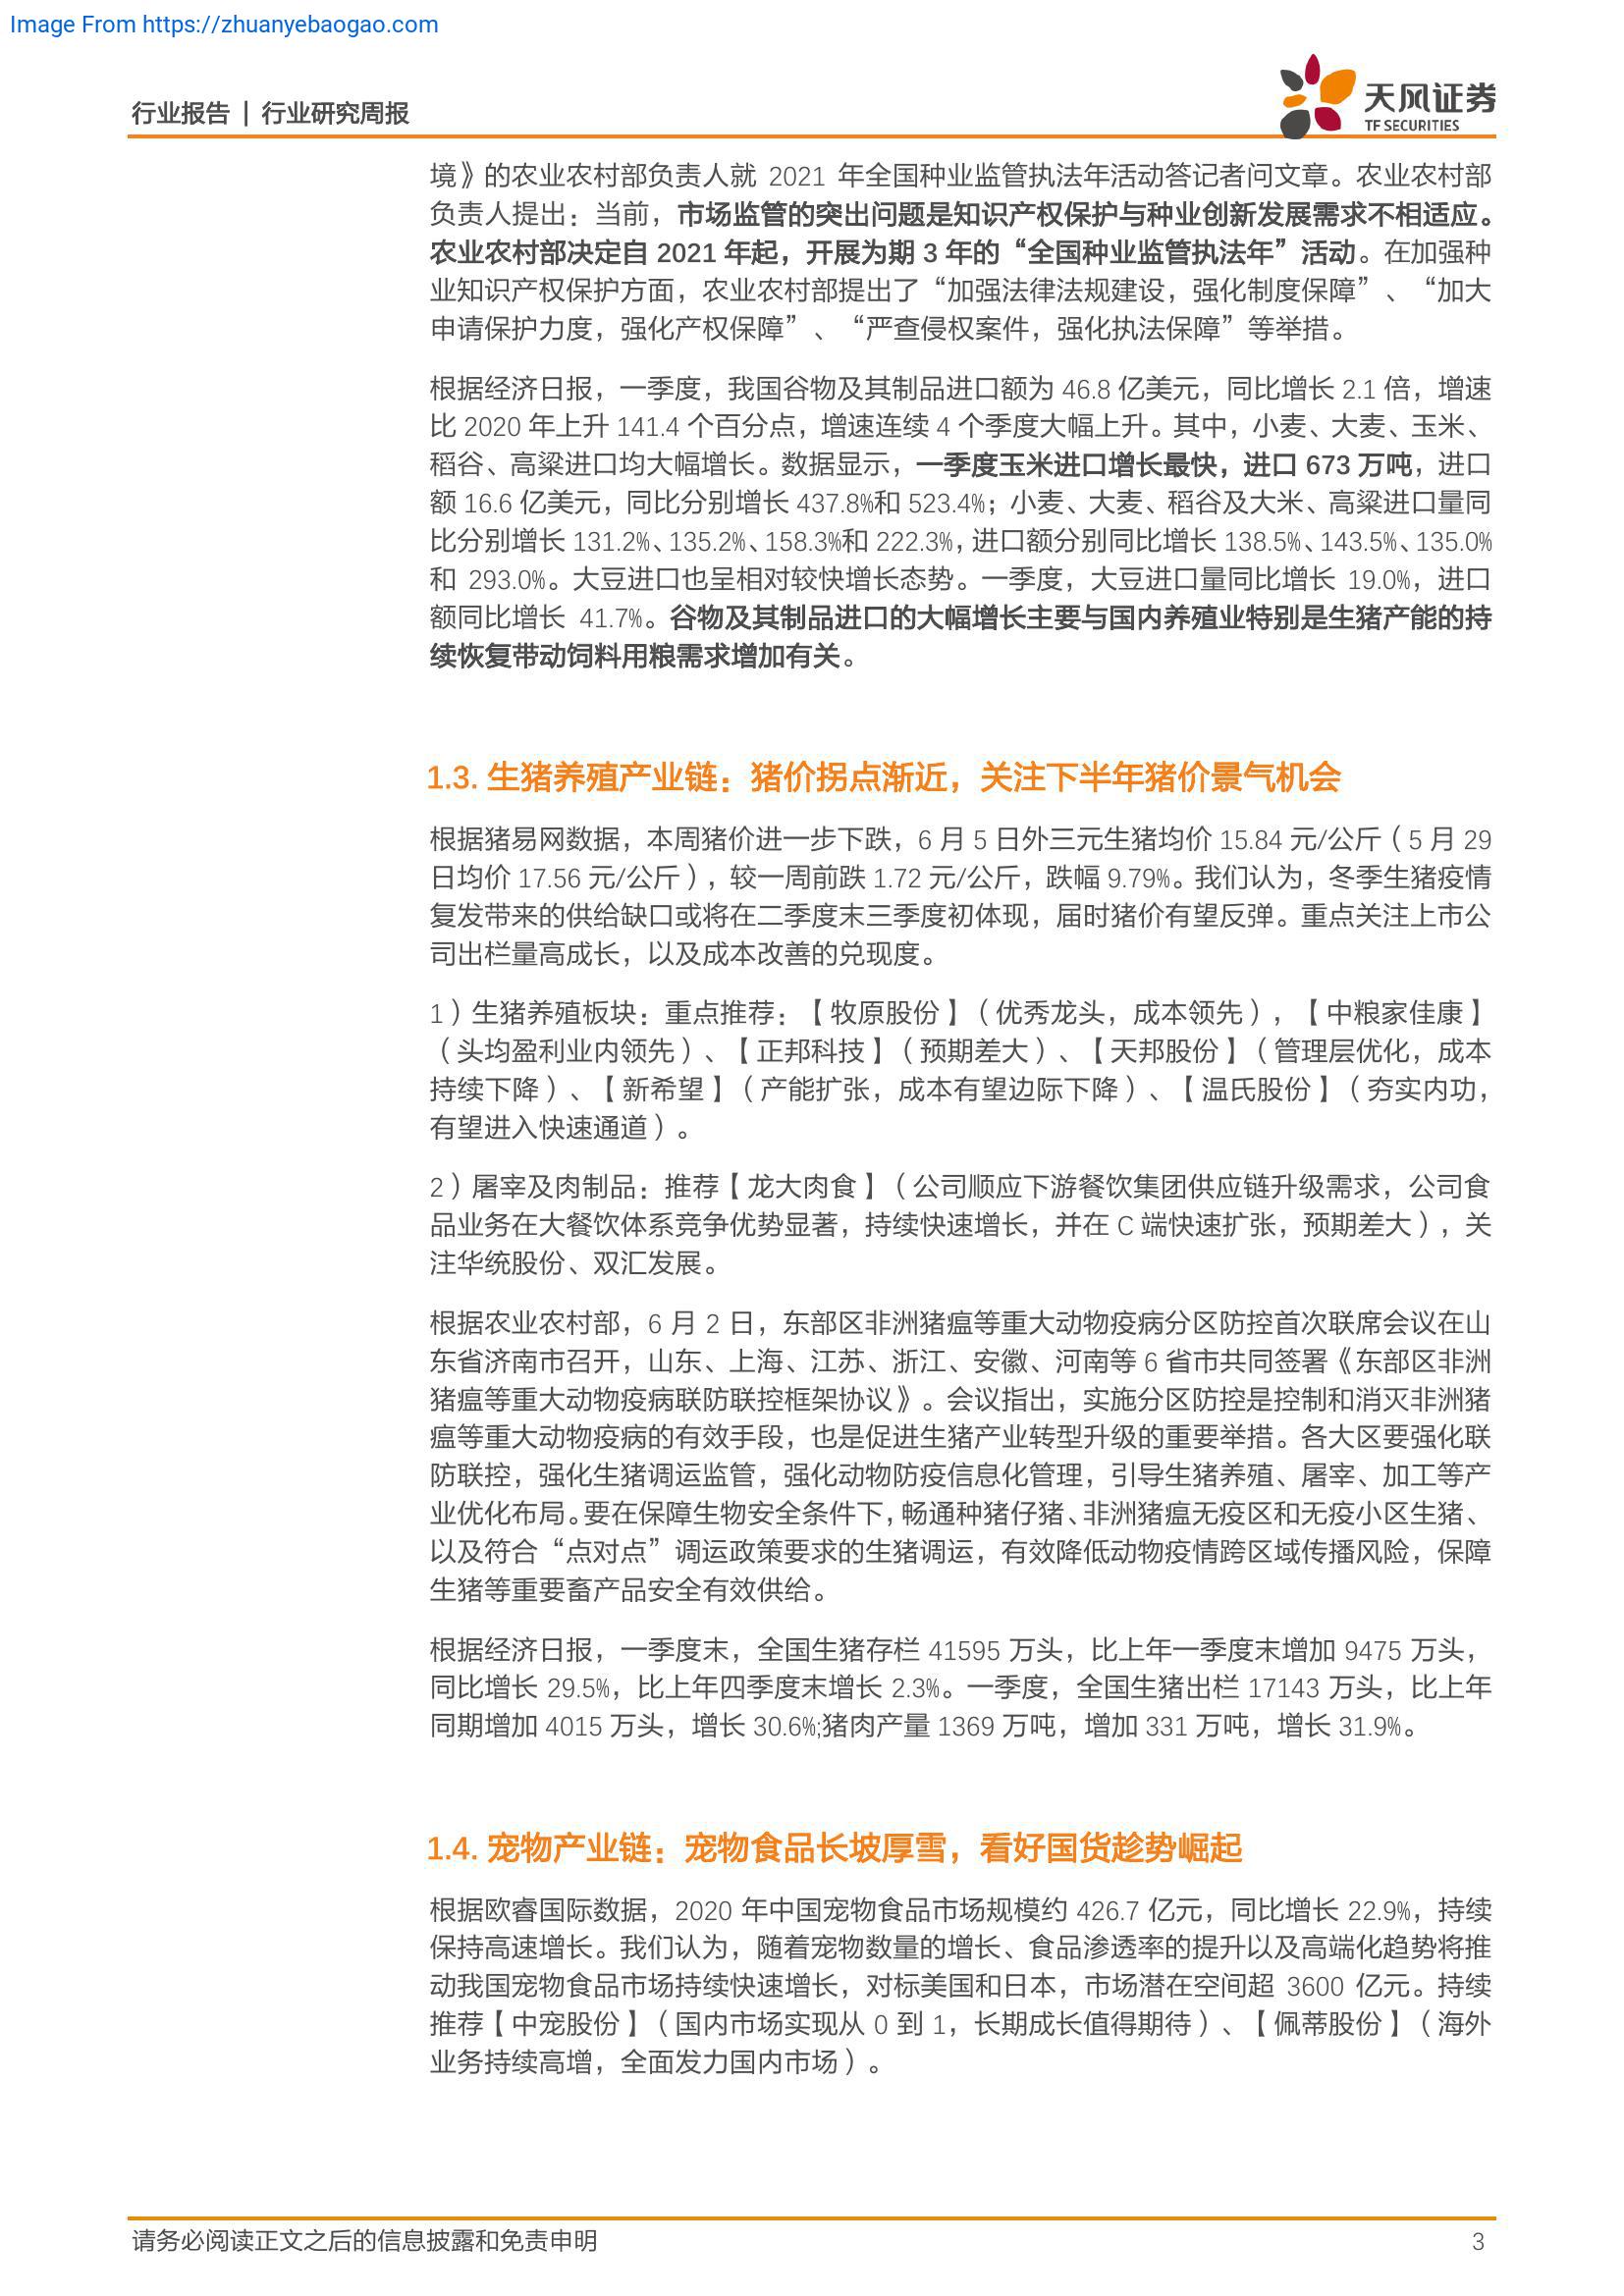 Image From https://zhuanyebaogao.com
行业报告 | 行业研究周报
天风证券
TF SECURITIES
境》的农业农村部负责人就 2021 年全国种业监管执法年活动答记者问文章。农业农村部
负责人提出：当前，市场监管的突出问题是知识产权保护与种业创新发展需求不相适应。
农业农村部决定自 2021 年起，开展为期 3 年的“全国种业监管执法年”活动。在加强种
业知识产权保护方面，农业农村部提出了“加强法律法规建设，强化制度保障”、“加大
申请保护力度，强化产权保障”、“严查侵权案件，强化执法保障”等举措。
根据经济日报，一季度，我国谷物及其制品进口额为 46.8 亿美元，同比增长 2.1 倍，增速
比 2020 年上升 141.4 个百分点，增速连续 4 个季度大幅上升。其中，小麦、大麦、玉米、
稻谷、高粱进口均大幅增长。数据显示，一季度玉米进口增长最快，进口 673 万吨，进口
额 16.6 亿美元，同比分别增长 437.8%和 523.4%；小麦、大麦、稻谷及大米、高粱进口量同
比分别增长 131.2%、135.2%、158.3%和 222.3%，进口额分别同比增长 138.5%、143.5%、135.0%
和 293.0%。大豆进口也呈相对较快增长态势。一季度，大豆进口量同比增长 19.0%，进口
额同比增长 41.7%。谷物及其制品进口的大幅增长主要与国内养殖业特别是生猪产能的持
续恢复带动饲料用粮需求增加有关。
1.3. 生猪养殖产业链：猪价拐点渐近，关注下半年猪价景气机会
根据猪易网数据，本周猪价进一步下跌，6 月 5 日外三元生猪均价 15.84 元/公斤（5 月 29
日均价 17.56 元/公斤），较一周前跌 1.72 元/公斤，跌幅 9.79%。我们认为，冬季生猪疫情
复发带来的供给缺口或将在二季度末三季度初体现，届时猪价有望反弹。重点关注上市公
司出栏量高成长，以及成本改善的兑现度。
1）生猪养殖板块：重点推荐：【牧原股份】（优秀龙头，成本领先），【中粮家佳康】
（头均盈利业内领先）、【正邦科技】（预期差大）、【天邦股份】（管理层优化，成本
持续下降）、【新希望】（产能扩张，成本有望边际下降）、【温氏股份】（夯实内功，
有望进入快速通道）。
2）屠宰及肉制品：推荐【龙大肉食】（公司顺应下游餐饮集团供应链升级需求，公司食
品业务在大餐饮体系竞争优势显著，持续快速增长，并在 C 端快速扩张，预期差大），关
注华统股份、双汇发展。
根据农业农村部，6 月 2 日，东部区非洲猪瘟等重大动物疫病分区防控首次联席会议在山
东省济南市召开，山东、上海、江苏、浙江、安徽、河南等 6 省市共同签署《东部区非洲
猪瘟等重大动物疫病联防联控框架协议》。会议指出，实施分区防控是控制和消灭非洲猪
瘟等重大动物疫病的有效手段，也是促进生猪产业转型升级的重要举措。各大区要强化联
防联控，强化生猪调运监管，强化动物防疫信息化管理，引导生猪养殖、屠宰、加工等产
业优化布局。要在保障生物安全条件下，畅通种猪仔猪、非洲猪瘟无疫区和无疫小区生猪、
以及符合“点对点”调运政策要求的生猪调运，有效降低动物疫情跨区域传播风险，保障
生猪等重要畜产品安全有效供给。
根据经济日报，一季度末，全国生猪存栏 41595 万头，比上年一季度末增加 9475 万头，
同比增长 29.5%，比上年四季度末增长 2.3%。一季度，全国生猪出栏 17143 万头，比上年
同期增加 4015 万头，增长 30.6%;猪肉产量 1369 万吨，增加 331 万吨，增长 31.9%。
1.4. 宠物产业链：宠物食品长坡厚雪，看好国货趁势崛起
根据欧睿国际数据，2020 年中国宠物食品市场规模约 426.7 亿元，同比增长 22.9%，持续
保持高速增长。我们认为，随着宠物数量的增长、食品渗透率的提升以及高端化趋势将推
动我国宠物食品市场持续快速增长，对标美国和日本，市场潜在空间超 3600 亿元。持续
推荐【中宠股份】（国内市场实现从 0 到 1，长期成长值得期待）、【佩蒂股份】（海外
业务持续高增，全面发力国内市场）。
请务必阅读正文之后的信息披露和免责申明
3